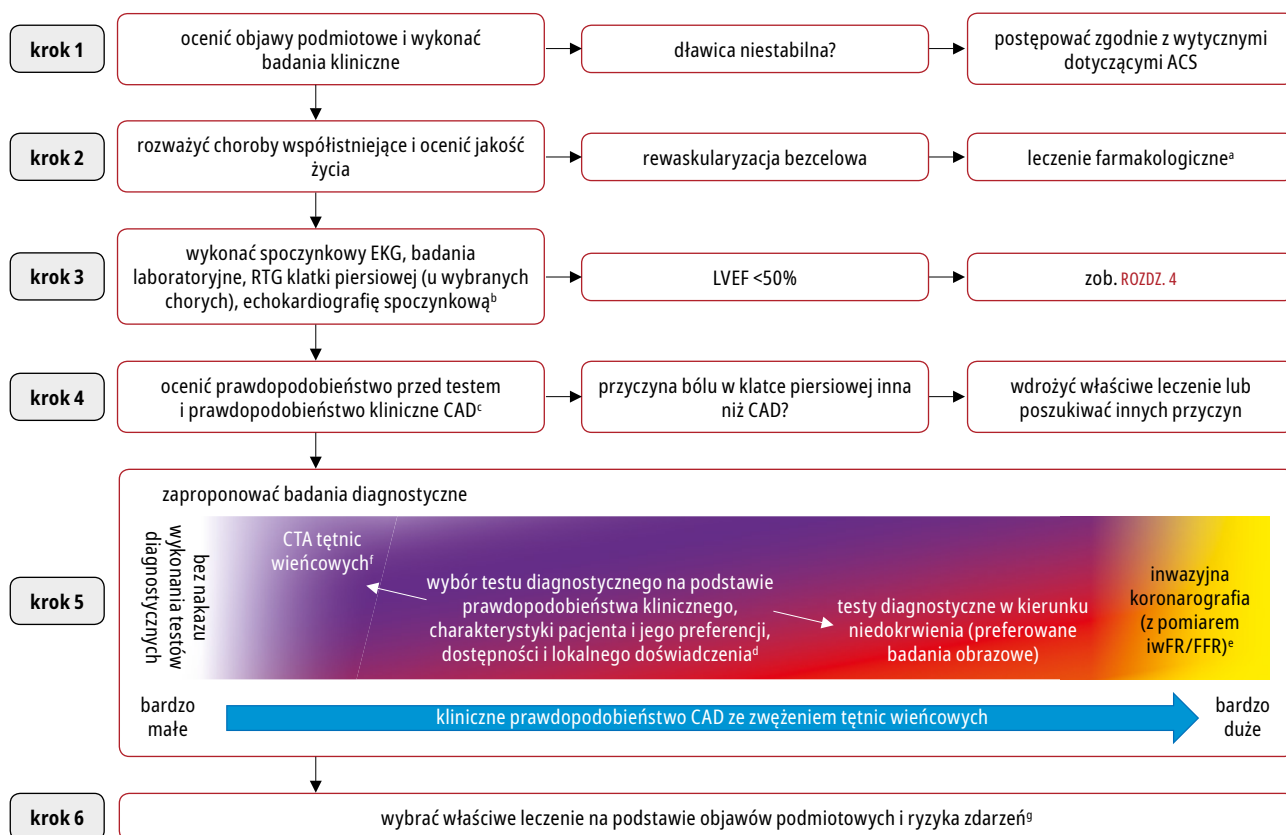 krok 1
ocenić objawy podmiotowe i wykonać
badania kliniczne
dławica niestabilna?
postępować zgodnie z wytycznymi
dotyczącymi ACS
krok 2
rozważyć choroby współistniejące i ocenić jakość
życia
rewaskularyzacja bezcelowa
leczenie farmakologiczneᵃ
krok 3
wykonać spoczynkowy EKG, badania
laboratoryjne, RTG klatki piersiowej (u wybranych
chorych), echokardiografię spoczynkowąᵇ
LVEF <50%
zob. ROZDZ. 4
krok 4
ocenić prawdopodobieństwo przed testem
i prawdopodobieństwo kliniczne CADᶜ
przyczyna bólu w klatce piersiowej inna
niż CAD?
wdrożyć właściwe leczenie lub
poszukiwać innych przyczyn
krok 5
zaproponować badania diagnostyczne
bez nakazu
wykonania testów
diagnostycznych
CTA tętnic
wieńcowychᶠ
wybór testu diagnostycznego na podstawie
prawdopodobieństwa klinicznego,
charakterystyki pacjenta i jego preferencji,
dostępności i lokalnego doświadczeniaᵈ
testy diagnostyczne w kierunku
niedokrwienia (preferowane
badania obrazowe)
inwazyjna
koronarografia
(z pomiarem
iwFR/FFR)ᵉ
bardzo
małe
kliniczne prawdopodobieństwo CAD ze zwężeniem tętnic wieńcowych
bardzo
duże
krok 6
wybrać właściwe leczenie na podstawie objawów podmiotowych i ryzyka zdarzeńᵍ